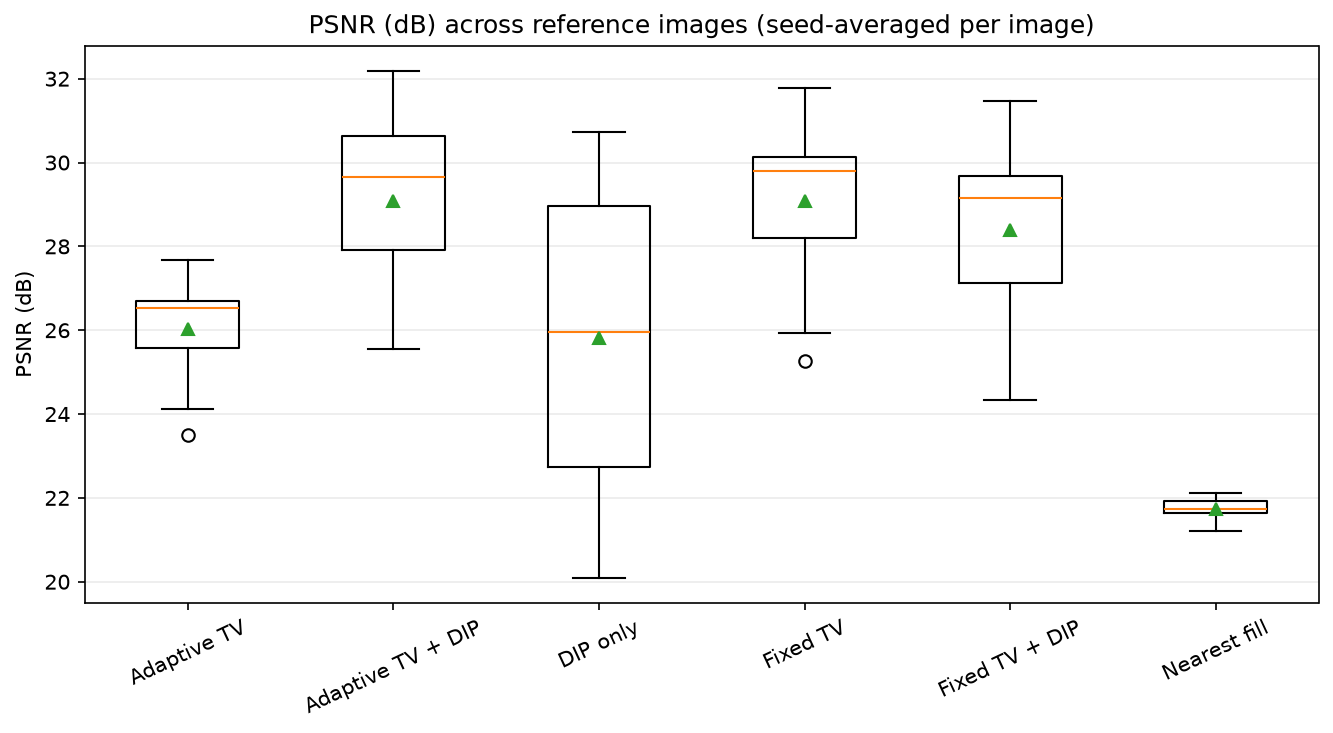 PSNR (dB) across reference images (seed-averaged per image)
PSNR (dB)
32
30
28
26
24
22
20
Adaptive TV
Adaptive TV + DIP
DIP only
Fixed TV
Fixed TV + DIP
Nearest fill